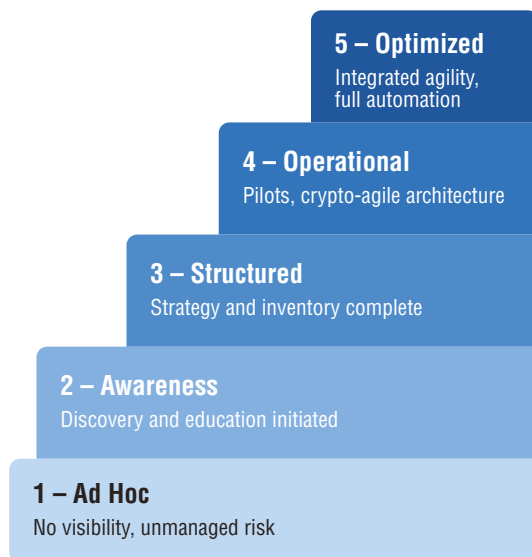 5 – Optimized
Integrated agility,
full automation
4 – Operational
Pilots, crypto-agile architecture
3 – Structured
Strategy and inventory complete
2 – Awareness
Discovery and education initiated
1 – Ad Hoc
No visibility, unmanaged risk